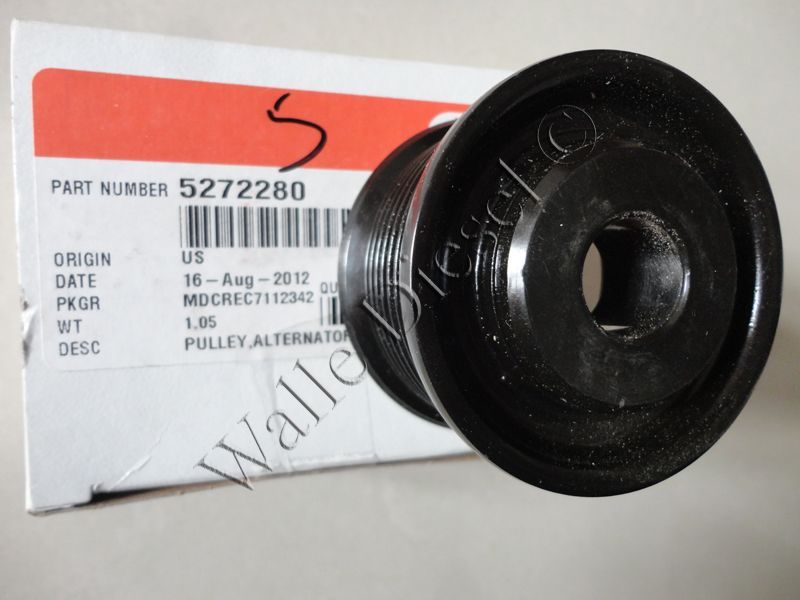 S
PART NUMBER 5272280
ORIGIN US
DATE 16-Aug-2012
PKGR MDCREC7112342 QU
WT 1.05
DESC PULLEY,ALTERNATOR
Walle Diesel ©